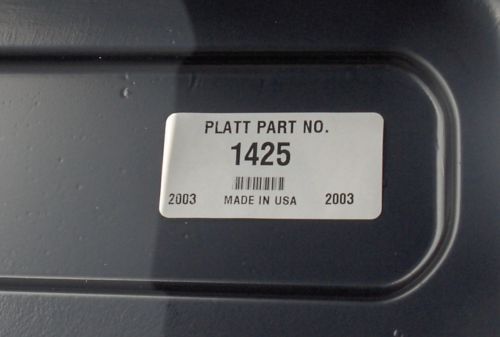 PLATT PART NO.
1425
2003 MADE IN USA 2003